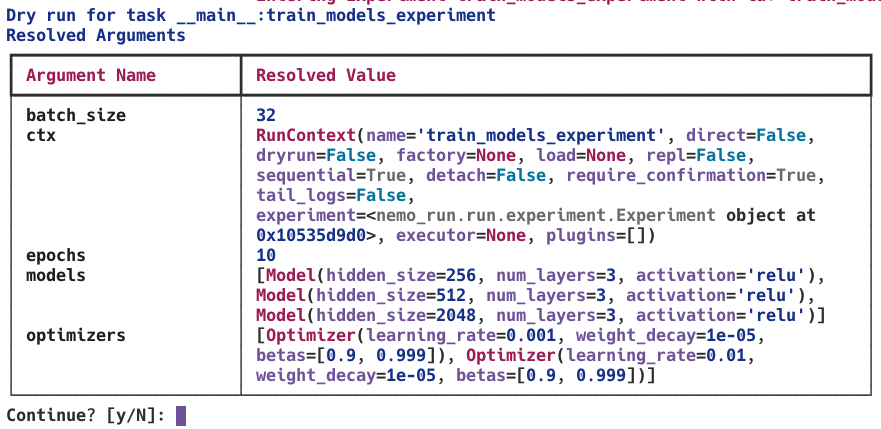 Dry run for task __main__:train_models_experiment
Resolved Arguments
Argument Name Resolved Value
batch_size 32
ctx RunContext(name='train_models_experiment', direct=False,
dryrun=False, factory=None, load=None, repl=False,
sequential=True, detach=False, require_confirmation=True,
tail_logs=False,
experiment=<nemo_run.run.experiment.Experiment object at
0x10535d9d0>, executor=None, plugins=[])
epochs 10
models [Model(hidden_size=256, num_layers=3, activation='relu'),
Model(hidden_size=512, num_layers=3, activation='relu'),
Model(hidden_size=2048, num_layers=3, activation='relu')]
optimizers [Optimizer(learning_rate=0.001, weight_decay=1e-05,
betas=[0.9, 0.999]), Optimizer(learning_rate=0.01,
weight_decay=1e-05, betas=[0.9, 0.999])]
Continue? [y/N]: